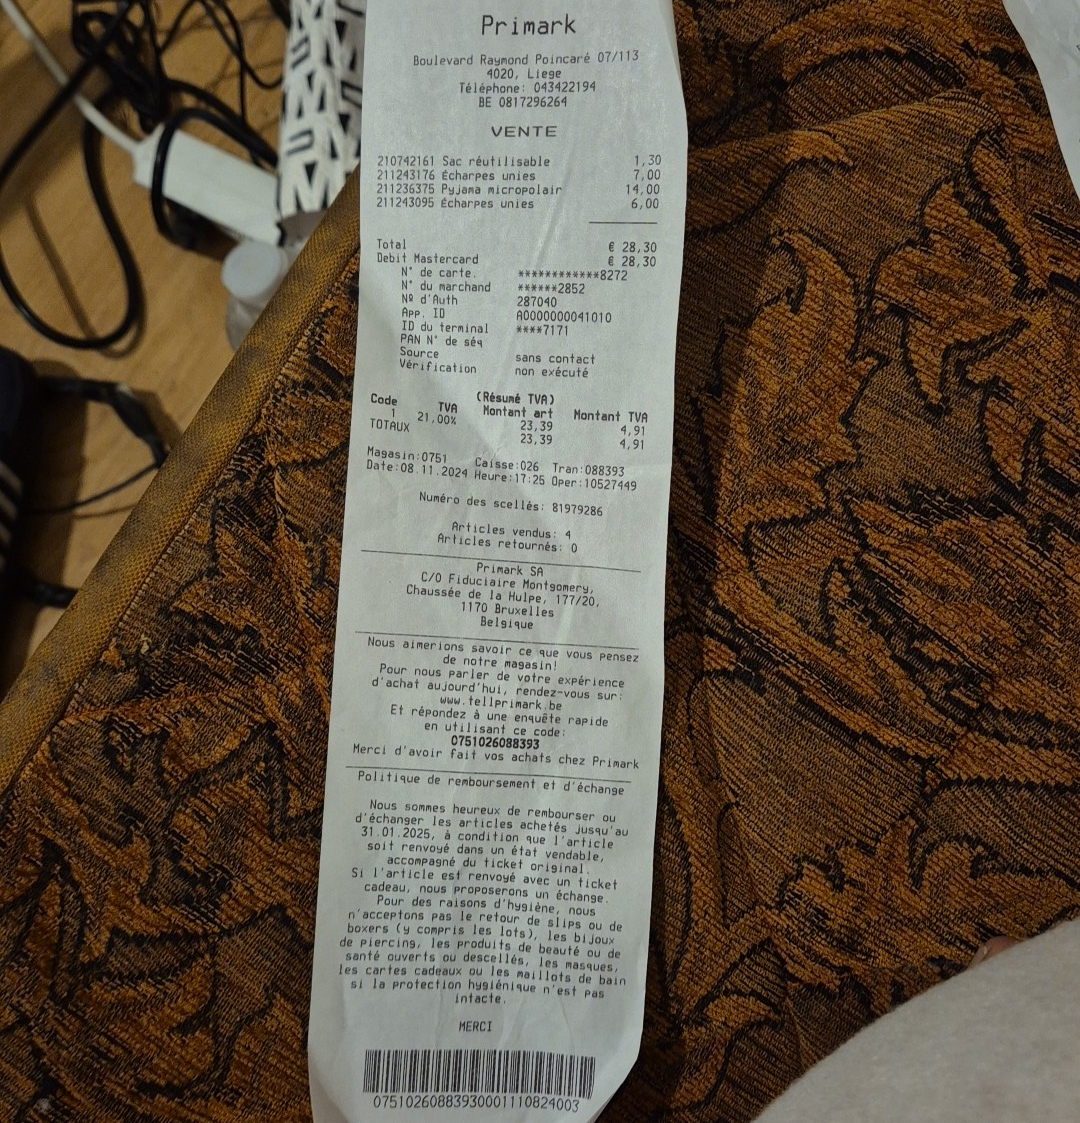 Primark
Boulevard Raymond Poincaré 07/113
4020, Liege
Téléphone: 043422194
BE 0817296264
VENTE
210742161 Sac réutilisable 1,30
211243176 Écharpes unies 7,00
211236375 Pyjama micropolair 14,00
211243095 Écharpes unies 6,00
Total € 28,30
Debit Mastercard € 28,30
N° de carte. ************8272
N° du marchand ******2852
Nº d'Auth 287040
App. ID A0000000041010
ID du terminal ****7171
PAN N° de séq
Source sans contact
Vérification non exécuté
(Résumé TVA)
Code TVA Montant art Montant TVA
1 21,00% 23,39 4,91
TOTAUX 23,39 4,91
Magasin:0751 Caisse:026 Tran:088393
Date:08.11.2024 Heure:17:25 Oper:10527449
Numéro des scellés: 81979286
Articles vendus: 4
Articles retournés: 0
Primark SA
C/O Fiduciaire Montgomery,
Chaussée de la Hulpe, 177/20,
1170 Bruxelles
Belgique
Nous aimerions savoir ce que vous pensez
de notre magasin!
Pour nous parler de votre expérience
d'achat aujourd'hui, rendez-vous sur:
www.tellprimark.be
Et répondez à une enquête rapide
en utilisant ce code:
0751026088393
Merci d'avoir fait vos achats chez Primark
Politique de remboursement et d'échange
Nous sommes heureux de rembourser ou
d'échanger les articles achetés jusqu'au
31.01.2025, à condition que l'article
soit renvoyé dans un état vendable,
accompagné du ticket original.
Si l'article est renvoyé avec un ticket
cadeau, nous proposerons un échange.
Pour des raisons d'hygiène, nous
n'acceptons pas le retour de slips ou de
boxers (y compris les lots), les bijoux
de piercing, les produits de beauté ou de
santé ouverts ou descellés, les masques,
les cartes cadeaux ou les maillots de bain
si la protection hygiénique n'est pas
intacte.
MERCI
07510260883930001110824003